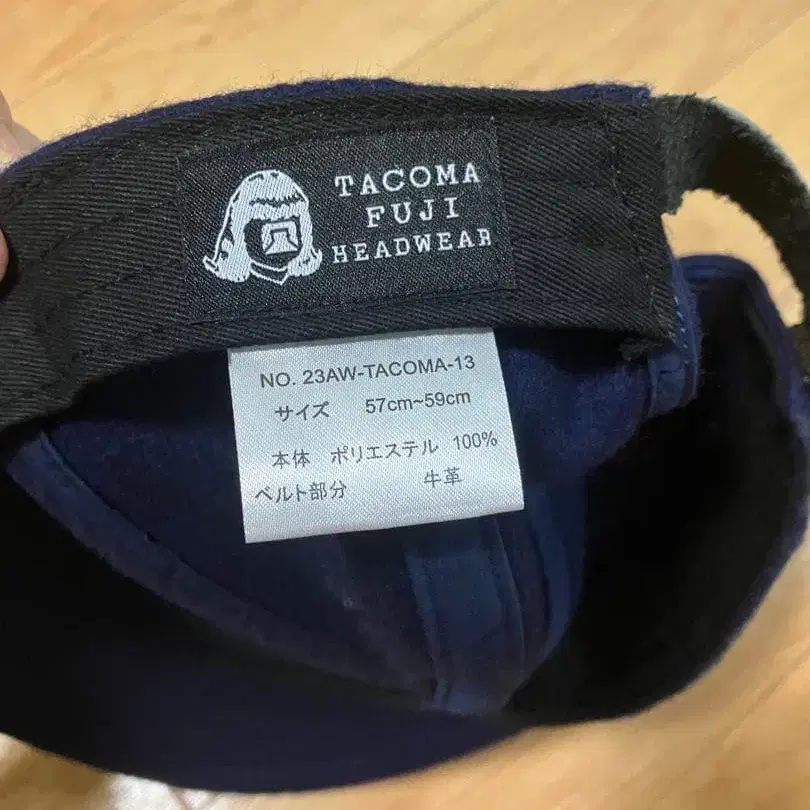 TACOMA
FUJI
HEADWEAR
NO. 23AW-TACOMA-13
サイズ 57cm~59cm
本体 ポリエステル 100%
ベルト部分 牛革